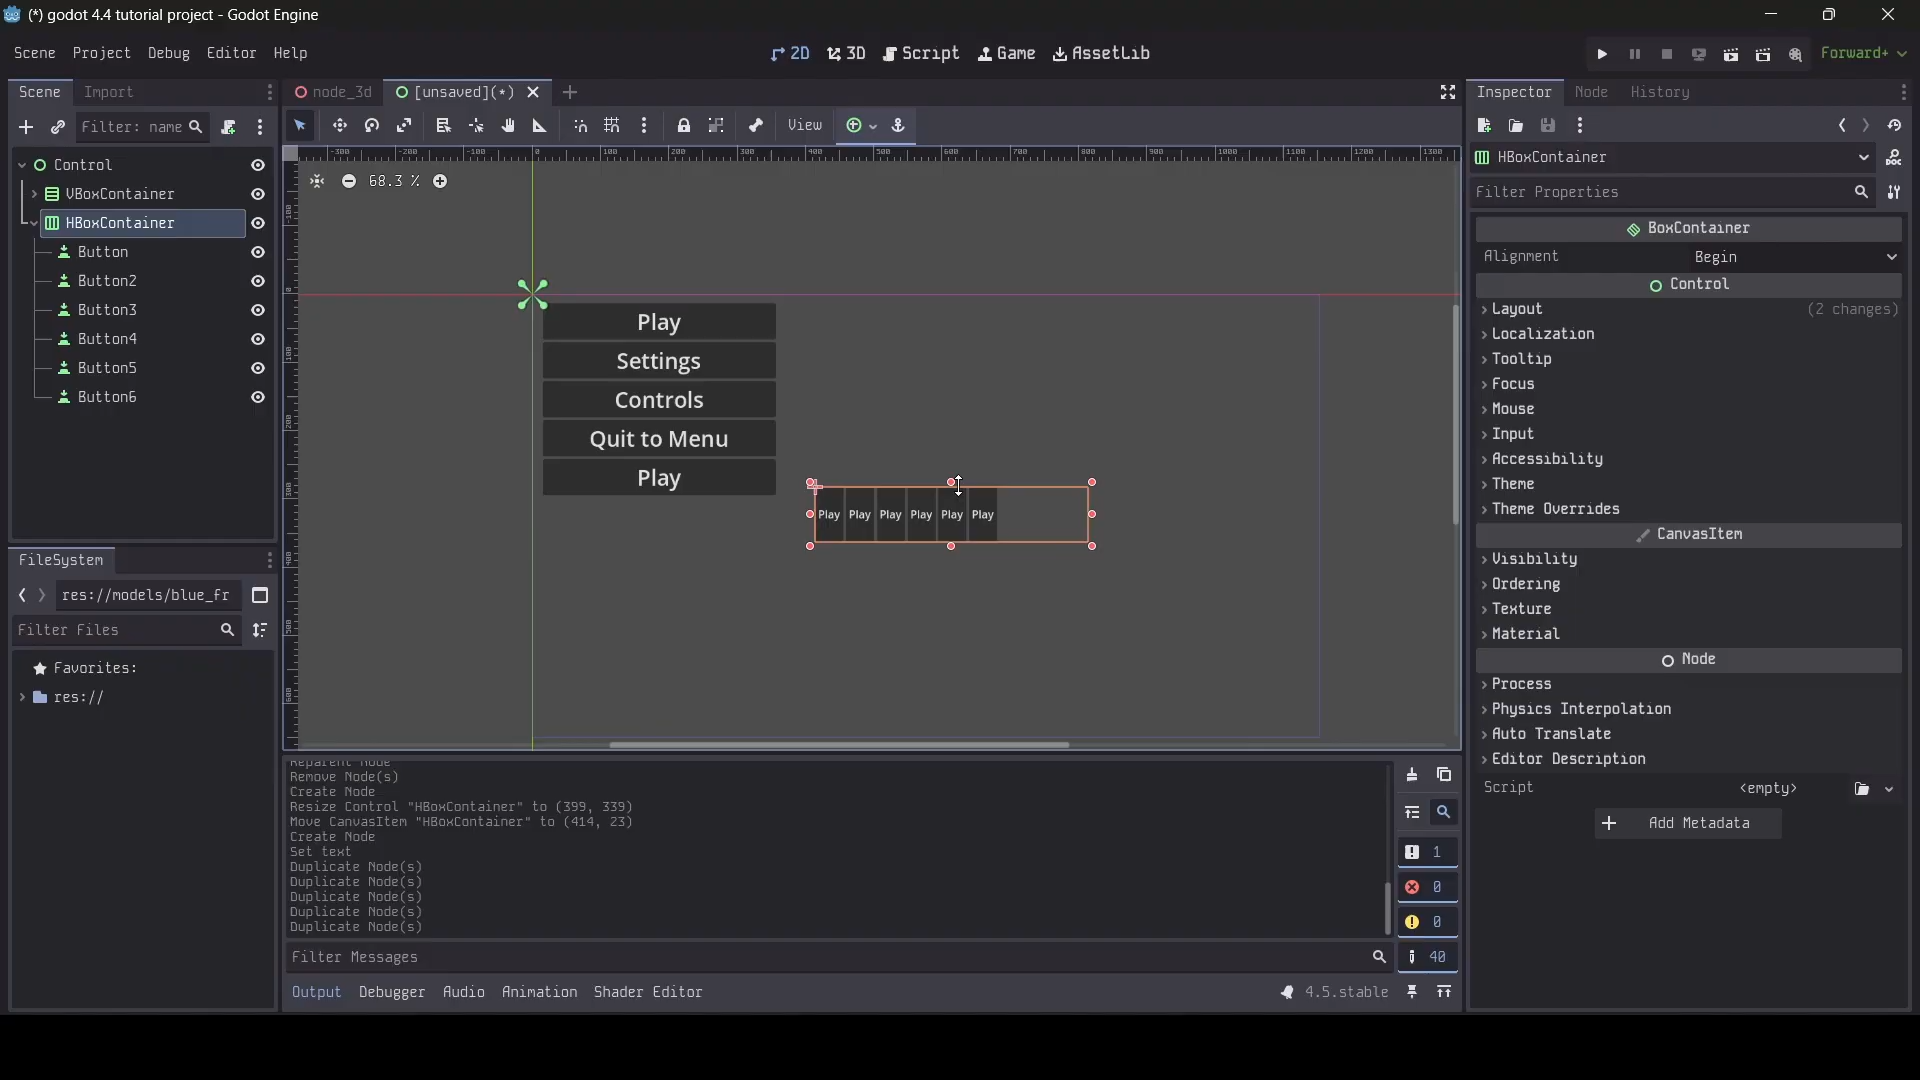 (*) godot 4.4 tutorial project - Godot Engine
Scene Project Debug Editor Help
2D 3D Script Game AssetLib
Forward+
Scene Import
node_3d [unsaved](*)
Inspector Node History
Filter: name
View
HBoxContainer
Filter Properties
Control
VBoxContainer
HBoxContainer
Button
Button2
Button3
Button4
Button5
Button6
68.3 %
Play
Settings
Controls
Quit to Menu
Play
Play Play Play Play Play Play
BoxContainer
Alignment Begin
Control
Layout (2 changes)
Localization
Tooltip
Focus
Mouse
Input
Accessibility
Theme
Theme Overrides
CanvasItem
Visibility
Ordering
Texture
Material
Node
Process
Physics Interpolation
Auto Translate
Editor Description
Script <empty>
Add Metadata
FileSystem
res://models/blue_fr
Filter Files
Favorites:
res://
Reparent Node
Remove Node(s)
Create Node
Resize Control "HBoxContainer" to (399, 339)
Move CanvasItem "HBoxContainer" to (414, 23)
Create Node
Set text
Duplicate Node(s)
Duplicate Node(s)
Duplicate Node(s)
Duplicate Node(s)
Duplicate Node(s)
1
0
0
40
Filter Messages
Output Debugger Audio Animation Shader Editor
4.5.stable